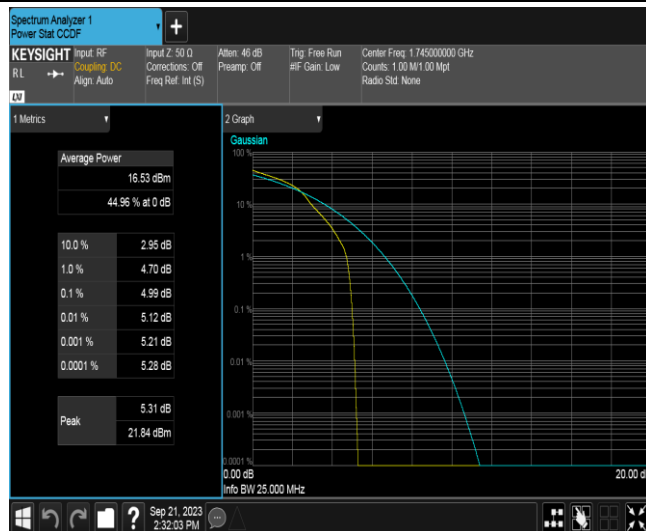 Spectrum Analyzer 1
Power Stat CCDF
+
KEYSIGHT
RL
Input: RF
Coupling: DC
Align: Auto
Input Z: 50 Ω
Corrections: Off
Freq Ref: Int (S)
Atten: 46 dB
Preamp: Off
Trig: Free Run
#IF Gain: Low
Center Freq: 1.745000000 GHz
Counts: 1.00 M/1.00 Mpt
Radio Std: None
1 Metrics
Average Power
16.53 dBm
44.96 % at 0 dB
10.0 % 2.95 dB
1.0 % 4.70 dB
0.1 % 4.99 dB
0.01 % 5.12 dB
0.001 % 5.21 dB
0.0001 % 5.28 dB
Peak
5.31 dB
21.84 dBm
2 Graph
Gaussian
100 %
10 %
1 %
0.1 %
0.01 %
0.001 %
0.0001 %
0.00 dB
20.00 d
Info BW 25.000 MHz
?
Sep 21, 2023
2:32:03 PM